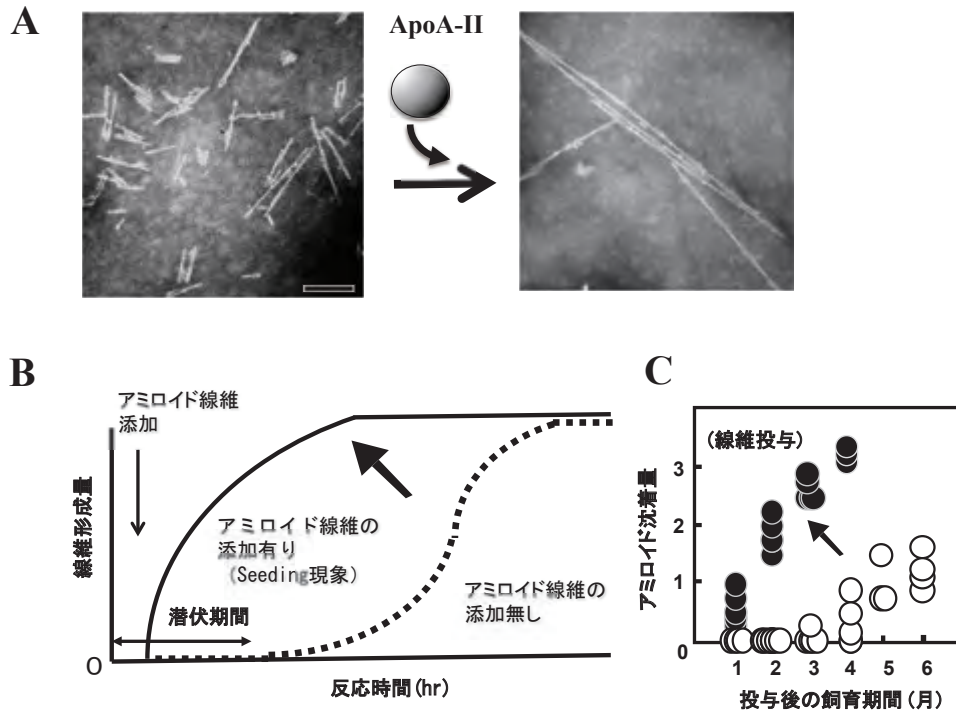 A
ApoA-II
B
アミロイド線維
添加
線維形成量
アミロイド線維の
添加有り
(Seeding現象)
アミロイド線維の
添加無し
潜伏期間
O
反応時間(hr)
C
(線維投与)
アミロイド沈着量
3
2
1
0
1 2 3 4 5 6
投与後の飼育期間(月)